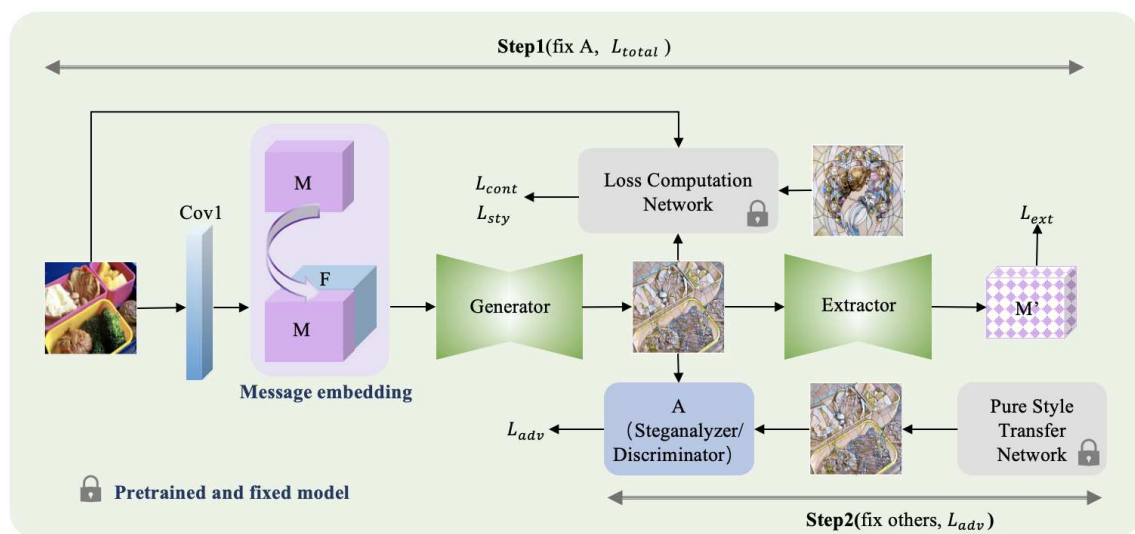 Step1(fix A, L_total )
M
Loss Computation
Network
L_cont
L_sty
Cov1
L_ext
F
M
Generator
Extractor
M’
Message embedding
A
（Steganalyzer/
Discriminator）
L_adv
Pure Style
Transfer
Network
Pretrained and fixed model
Step2(fix others, L_adv)